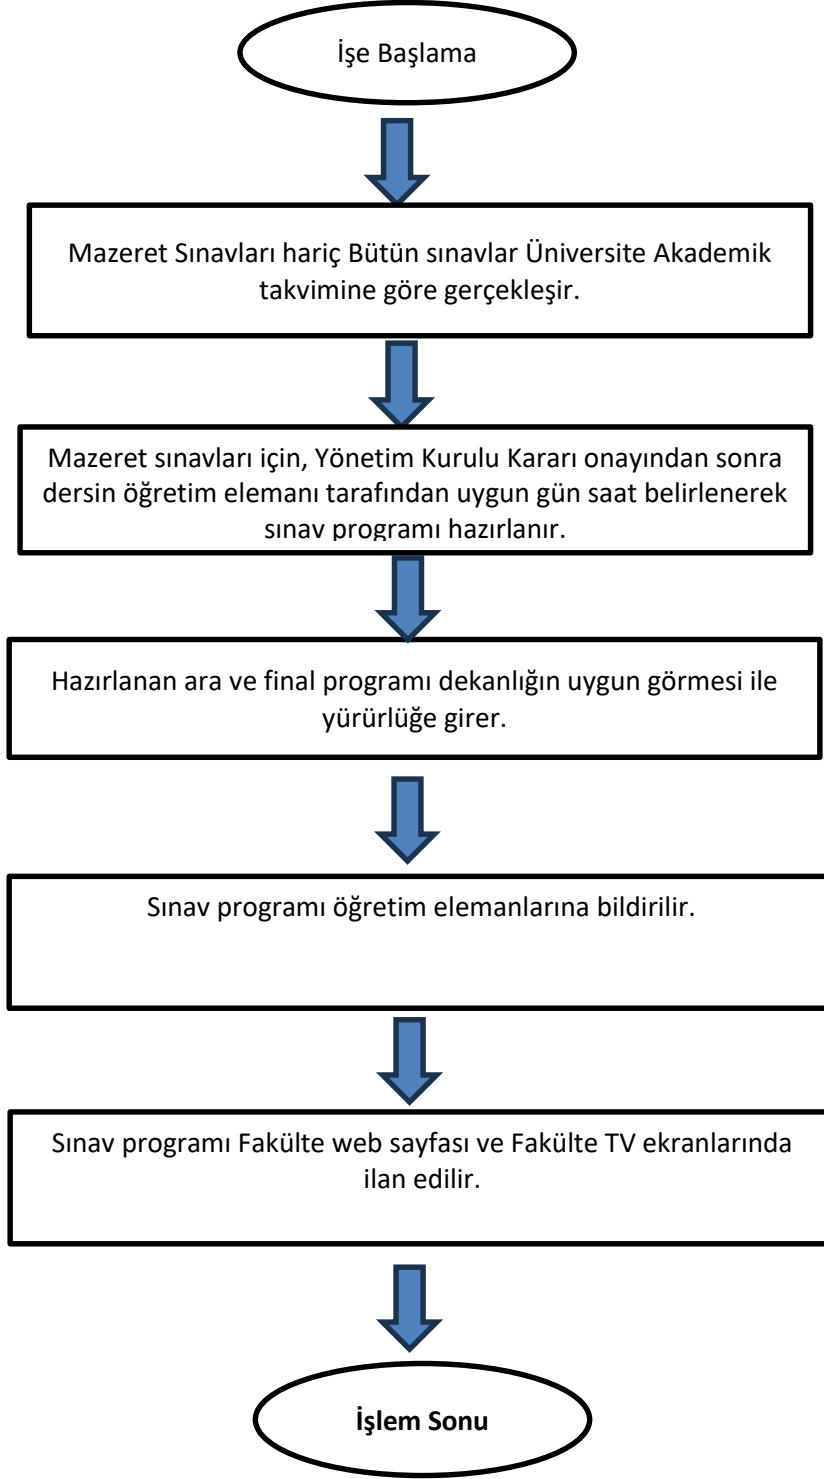 İşe Başlama
Mazeret Sınavları hariç Bütün sınavlar Üniversite Akademik
takvimine göre gerçekleşir.
Mazeret sınavları için, Yönetim Kurulu Kararı onayından sonra
dersin öğretim elemanı tarafından uygun gün saat belirlenerek
sınav programı hazırlanır.
Hazırlanan ara ve final programı dekanlığın uygun görmesi ile
yürürlüğe girer.
Sınav programı öğretim elemanlarına bildirilir.
Sınav programı Fakülte web sayfası ve Fakülte TV ekranlarında
ilan edilir.
İşlem Sonu